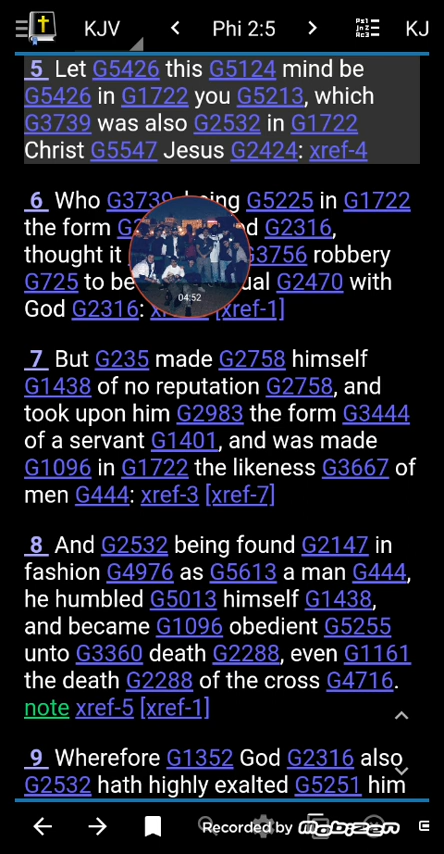 KJV
Phi 2:5
KJ
5 Let G5426 this G5124 mind be
G5426 in G1722 you G5213, which
G3739 was also G2532 in G1722
Christ G5547 Jesus G2424: xref-4
6 Who G3739 being G5225 in G1722
the form d G2316,
thought it G3756 robbery
G725 to be ual G2470 with
God G2316: [xref-1]
04:52
7 But G235 made G2758 himself
G1438 of no reputation G2758, and
took upon him G2983 the form G3444
of a servant G1401, and was made
G1096 in G1722 the likeness G3667 of
men G444: xref-3 [xref-7]
8 And G2532 being found G2147 in
fashion G4976 as G5613 a man G444,
he humbled G5013 himself G1438,
and became G1096 obedient G5255
unto G3360 death G2288, even G1161
the death G2288 of the cross G4716.
note xref-5 [xref-1]
9 Wherefore G1352 God G2316 also
G2532 hath highly exalted G5251 him
Recorded by mobizen